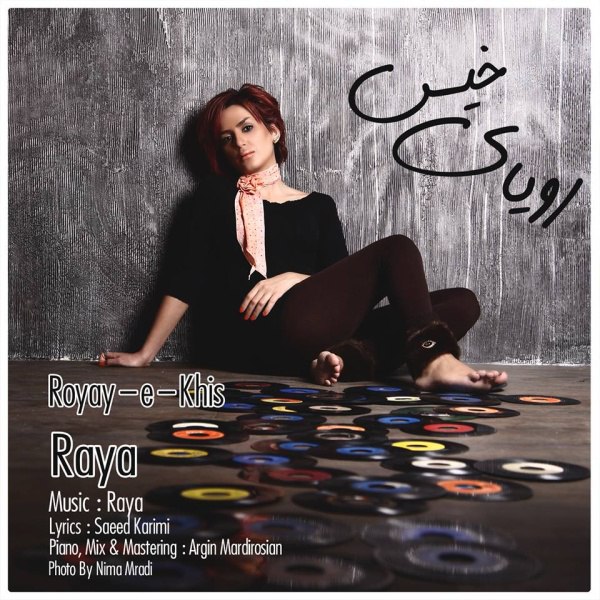 رویای
خیس
Royay-e-Khis
Raya
Music : Raya
Lyrics : Saeed Karimi
Piano, Mix & Mastering : Argin Mardirosian
Photo By Nima Mradi